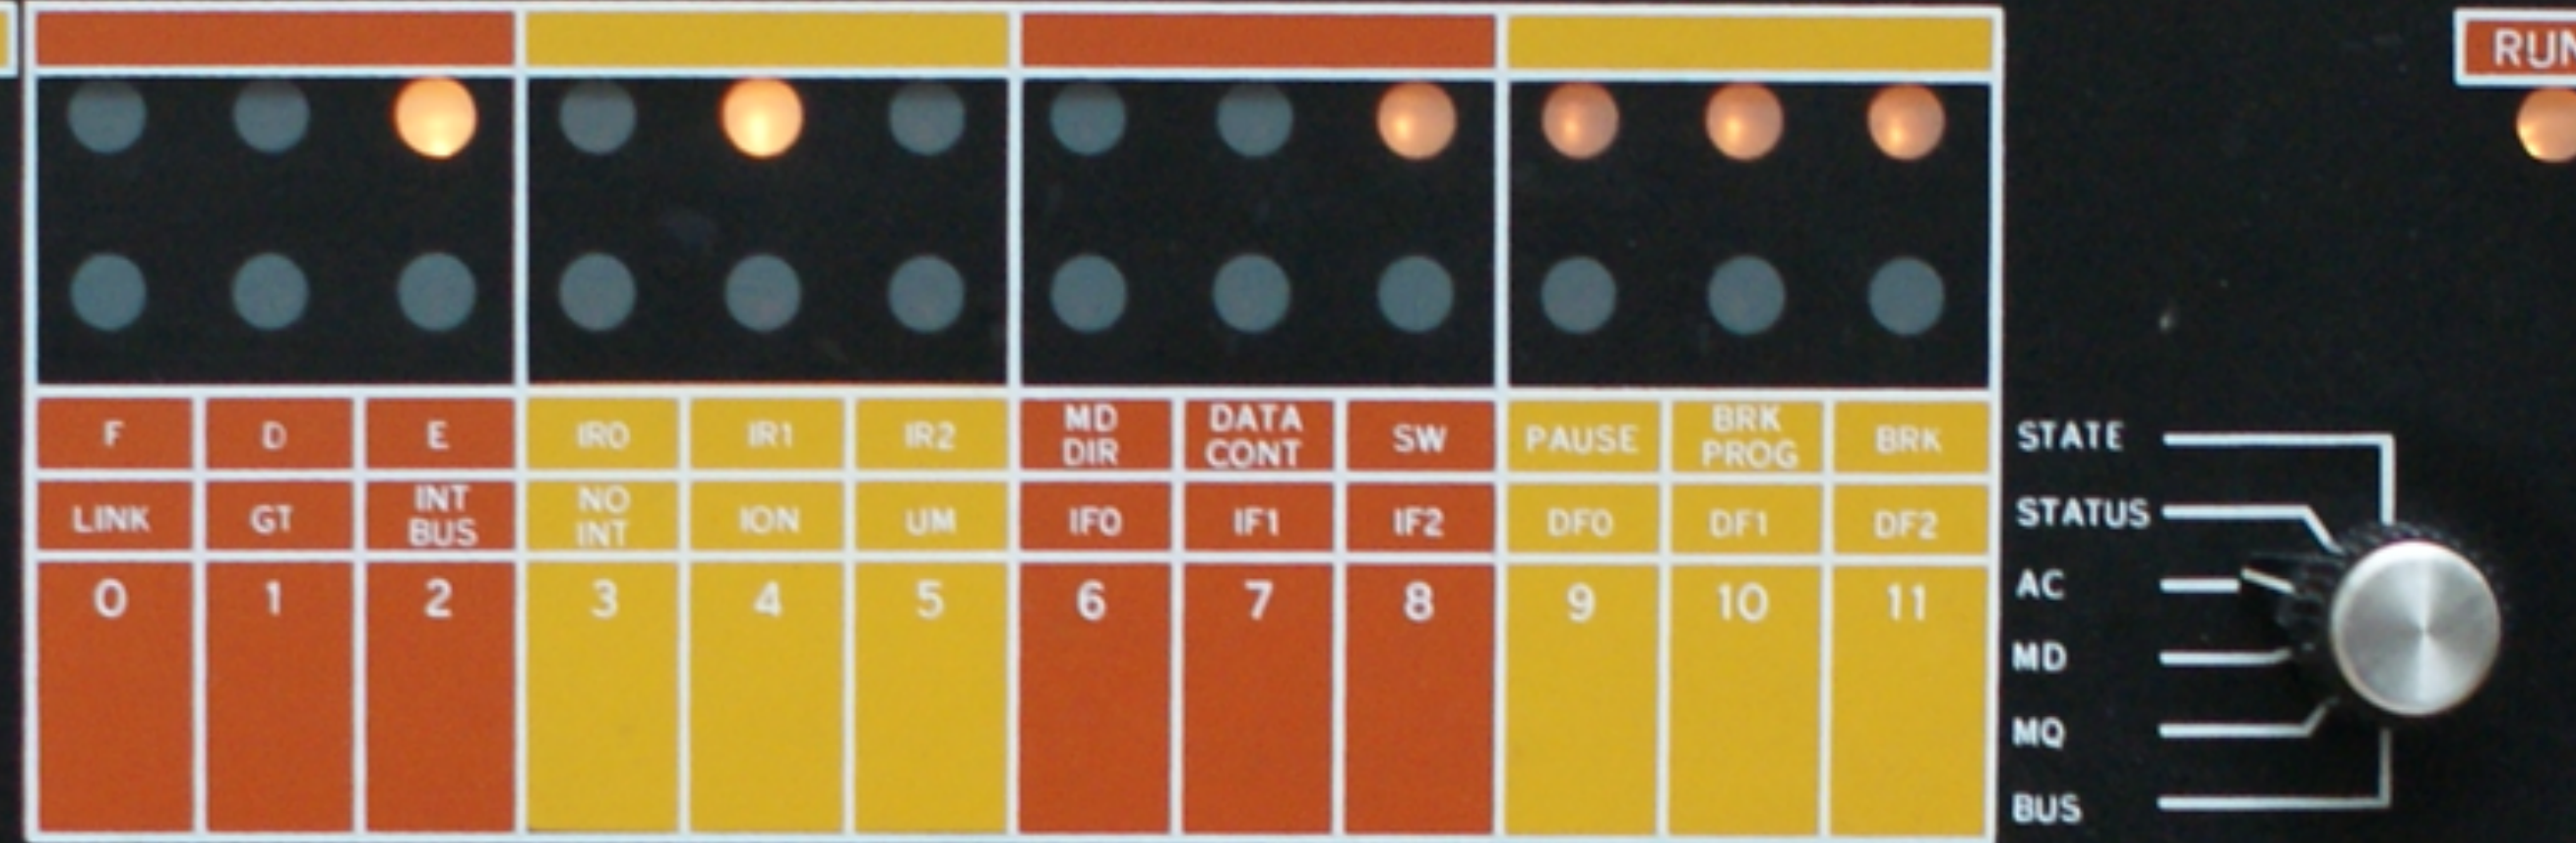 RUN
F D E IR0 IR1 IR2 MD DIR DATA CONT SW PAUSE BRK PROG BRK
LINK GT INT BUS NO INT ION UM IF0 IF1 IF2 DF0 DF1 DF2
0 1 2 3 4 5 6 7 8 9 10 11
STATE
STATUS
AC
MD
MQ
BUS